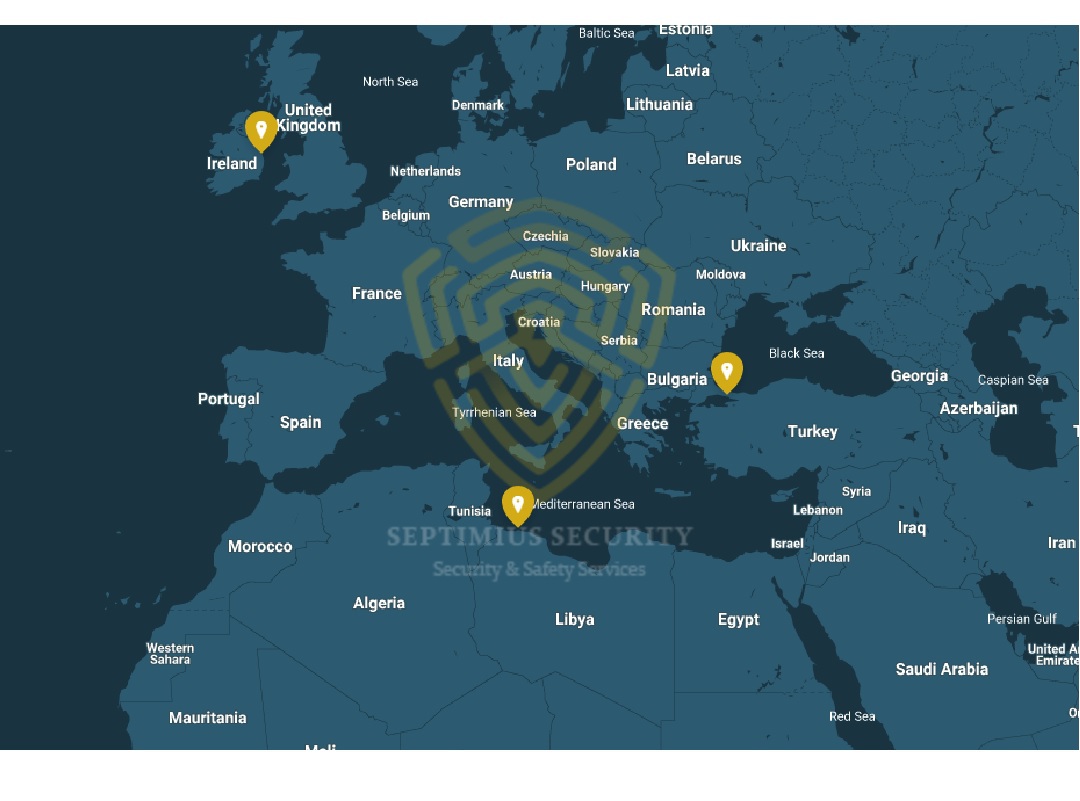 Baltic Sea
Estonia
Latvia
North Sea
Denmark
Lithuania
United
Kingdom
Ireland
Netherlands
Poland
Belarus
Germany
Belgium
Czechia
Slovakia
Ukraine
Austria
Moldova
Hungary
France
Romania
Croatia
Serbia
Black Sea
Italy
Bulgaria
Georgia
Caspian Sea
Portugal
Spain
Tyrrhenian Sea
Greece
Azerbaijan
Turkey
Syria
Tunisia
Mediterranean Sea
Lebanon
Iraq
SEPTIMIUS SECURITY
Security & Safety Services
Israel
Iran
Morocco
Jordan
Algeria
Libya
Egypt
Persian Gulf
Western
Sahara
United A
Emirate
Saudi Arabia
Mauritania
Red Sea
Mali